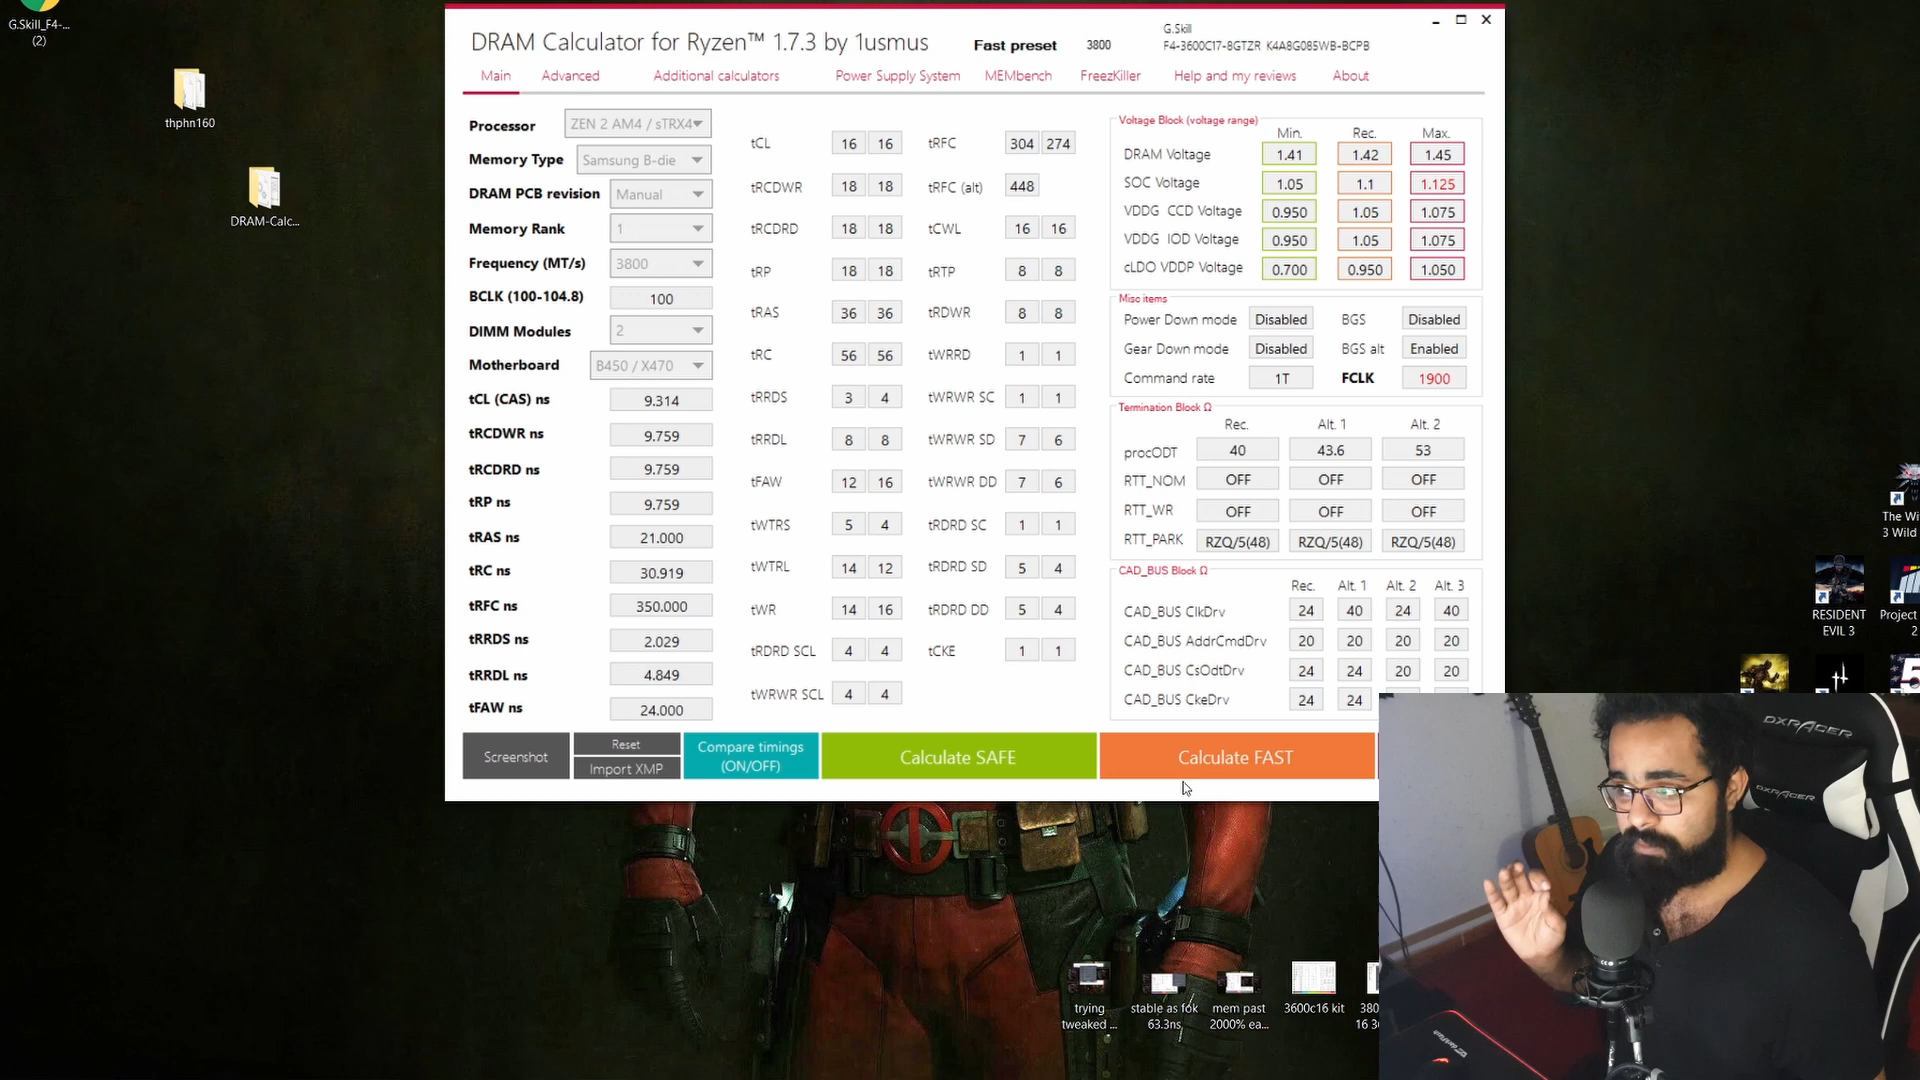 G.Skill_F4-...
(2)
thphn160
DRAM-Calc...
DRAM Calculator for Ryzen™ 1.7.3 by 1usmus
Fast preset
3800
G.Skill
F4-3600C17-8GTZR K4A8G085WB-BCPB
Main
Advanced
Additional calculators
Power Supply System
MEMbench
FreezKiller
Help and my reviews
About
Processor ZEN 2 AM4 / sTRX4
Memory Type Samsung B-die
DRAM PCB revision Manual
Memory Rank 1
Frequency (MT/s) 3800
BCLK (100-104.8) 100
DIMM Modules 2
Motherboard B450 / X470
tCL (CAS) ns 9.314
tRCDWR ns 9.759
tRCDRD ns 9.759
tRP ns 9.759
tRAS ns 21.000
tRC ns 30.919
tRFC ns 350.000
tRRDS ns 2.029
tRRDL ns 4.849
tFAW ns 24.000
tCL 16 16
tRCDWR 18 18
tRCDRD 18 18
tRP 18 18
tRAS 36 36
tRC 56 56
tRRDS 3 4
tRRDL 8 8
tFAW 12 16
tWTRS 5 4
tWTRL 14 12
tWR 14 16
tRDRD SCL 4 4
tWRWR SCL 4 4
tRFC 304 274
tRFC (alt) 448
tCWL 16 16
tRTP 8 8
tRDWR 8 8
tWRRD 1 1
tWRWR SC 1 1
tWRWR SD 7 6
tWRWR DD 7 6
tRDRD SC 1 1
tRDRD SD 5 4
tRDRD DD 5 4
tCKE 1 1
Voltage Block (voltage range)
Min. Rec. Max.
DRAM Voltage 1.41 1.42 1.45
SOC Voltage 1.05 1.1 1.125
VDDG CCD Voltage 0.950 1.05 1.075
VDDG IOD Voltage 0.950 1.05 1.075
cLDO VDDP Voltage 0.700 0.950 1.050
Misc items
Power Down mode Disabled BGS Disabled
Gear Down mode Disabled BGS alt Enabled
Command rate 1T FCLK 1900
Termination Block Ω
Rec. Alt. 1 Alt. 2
procODT 40 43.6 53
RTT_NOM OFF OFF OFF
RTT_WR OFF OFF OFF
RTT_PARK RZQ/5(48) RZQ/5(48) RZQ/5(48)
CAD_BUS Block Ω
Rec. Alt. 1 Alt. 2 Alt. 3
CAD_BUS ClkDrv 24 40 24 40
CAD_BUS AddrCmdDrv 20 20 20 20
CAD_BUS CsOdtDrv 24 24 20 20
CAD_BUS CkeDrv 24 24
Screenshot
Reset
Import XMP
Compare timings
(ON/OFF)
Calculate SAFE
Calculate FAST
The Wi
3 Wild
RESIDENT
EVIL 3
Project
2
trying
tweaked ...
stable as fok
63.3ns
mem past
2000% ea...
3600c16 kit
380
16 3
DXRACER
DXRACER